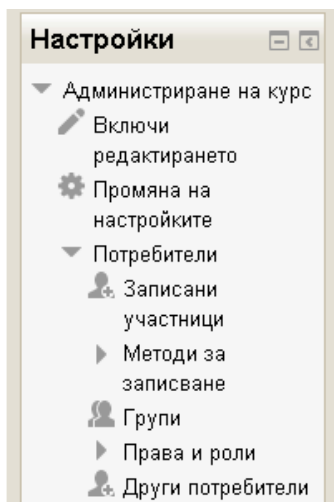 Настройки
Администриране на курс
Включи
редактирането
Промяна на
настройките
Потребители
Записани
участници
Методи за
записване
Групи
Права и роли
Други потребители